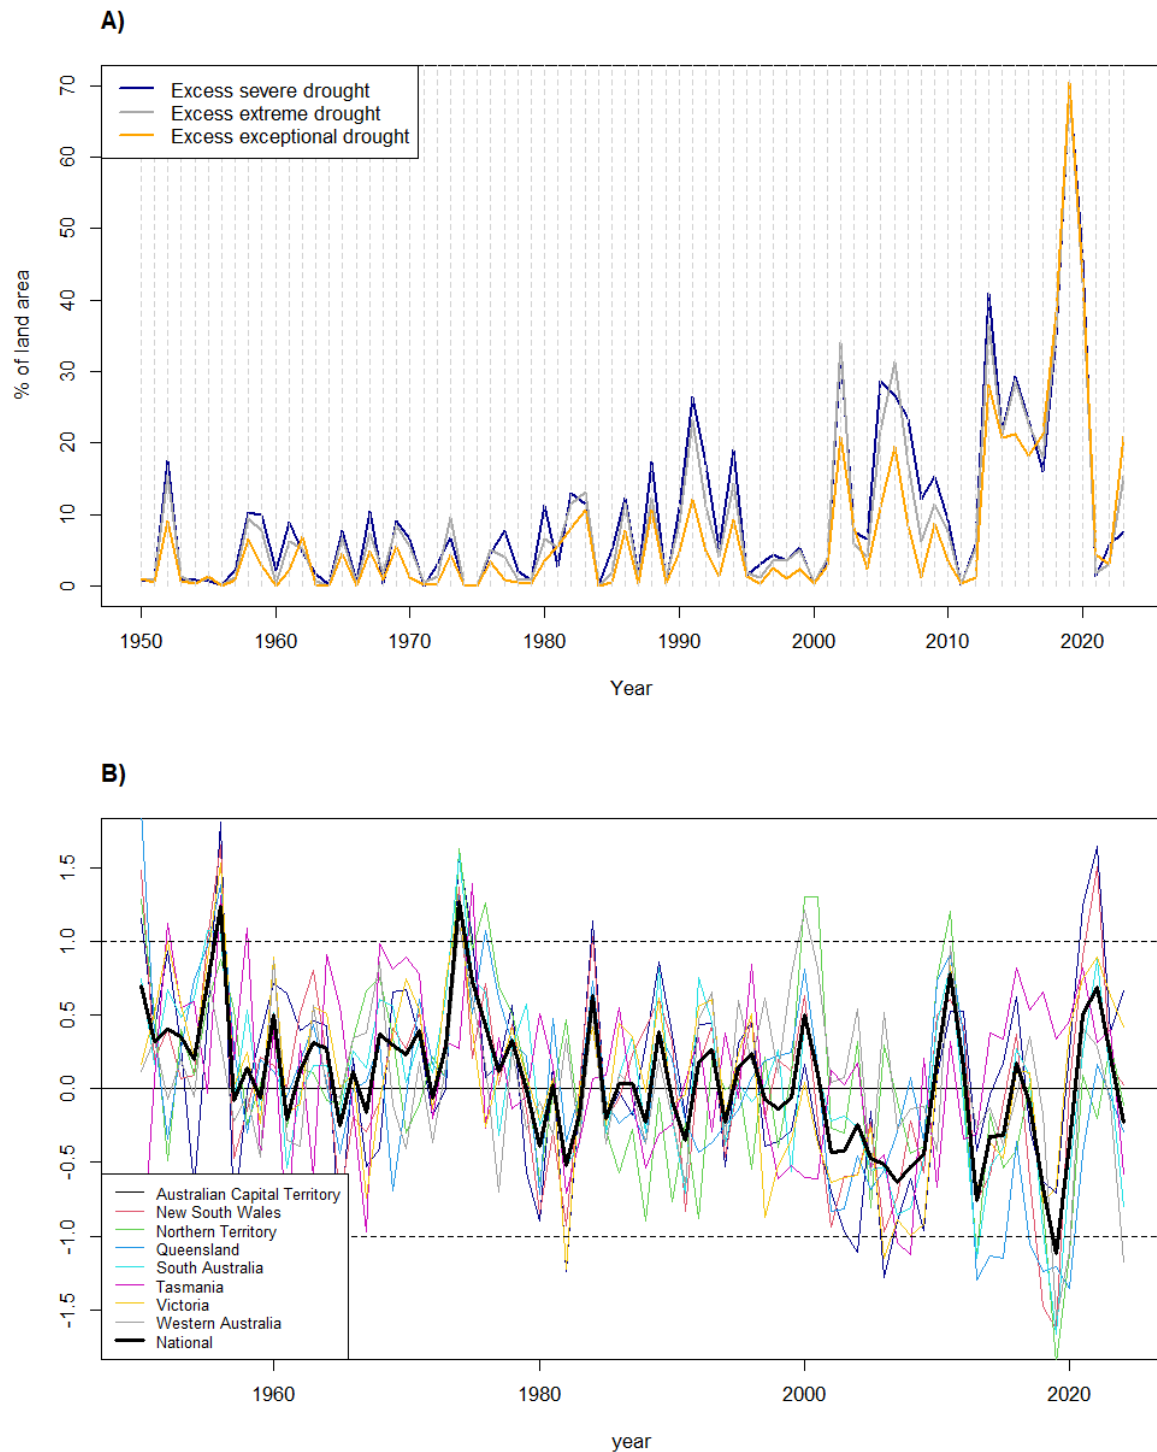 A)
Excess severe drought
Excess extreme drought
Excess exceptional drought
% of land area
0 10 20 30 40 50 60 70
1950 1960 1970 1980 1990 2000 2010 2020
Year
B)
-1.5 -1.0 -0.5 0.0 0.5 1.0 1.5
Australian Capital Territory
New South Wales
Northern Territory
Queensland
South Australia
Tasmania
Victoria
Western Australia
National
1960 1980 2000 2020
year